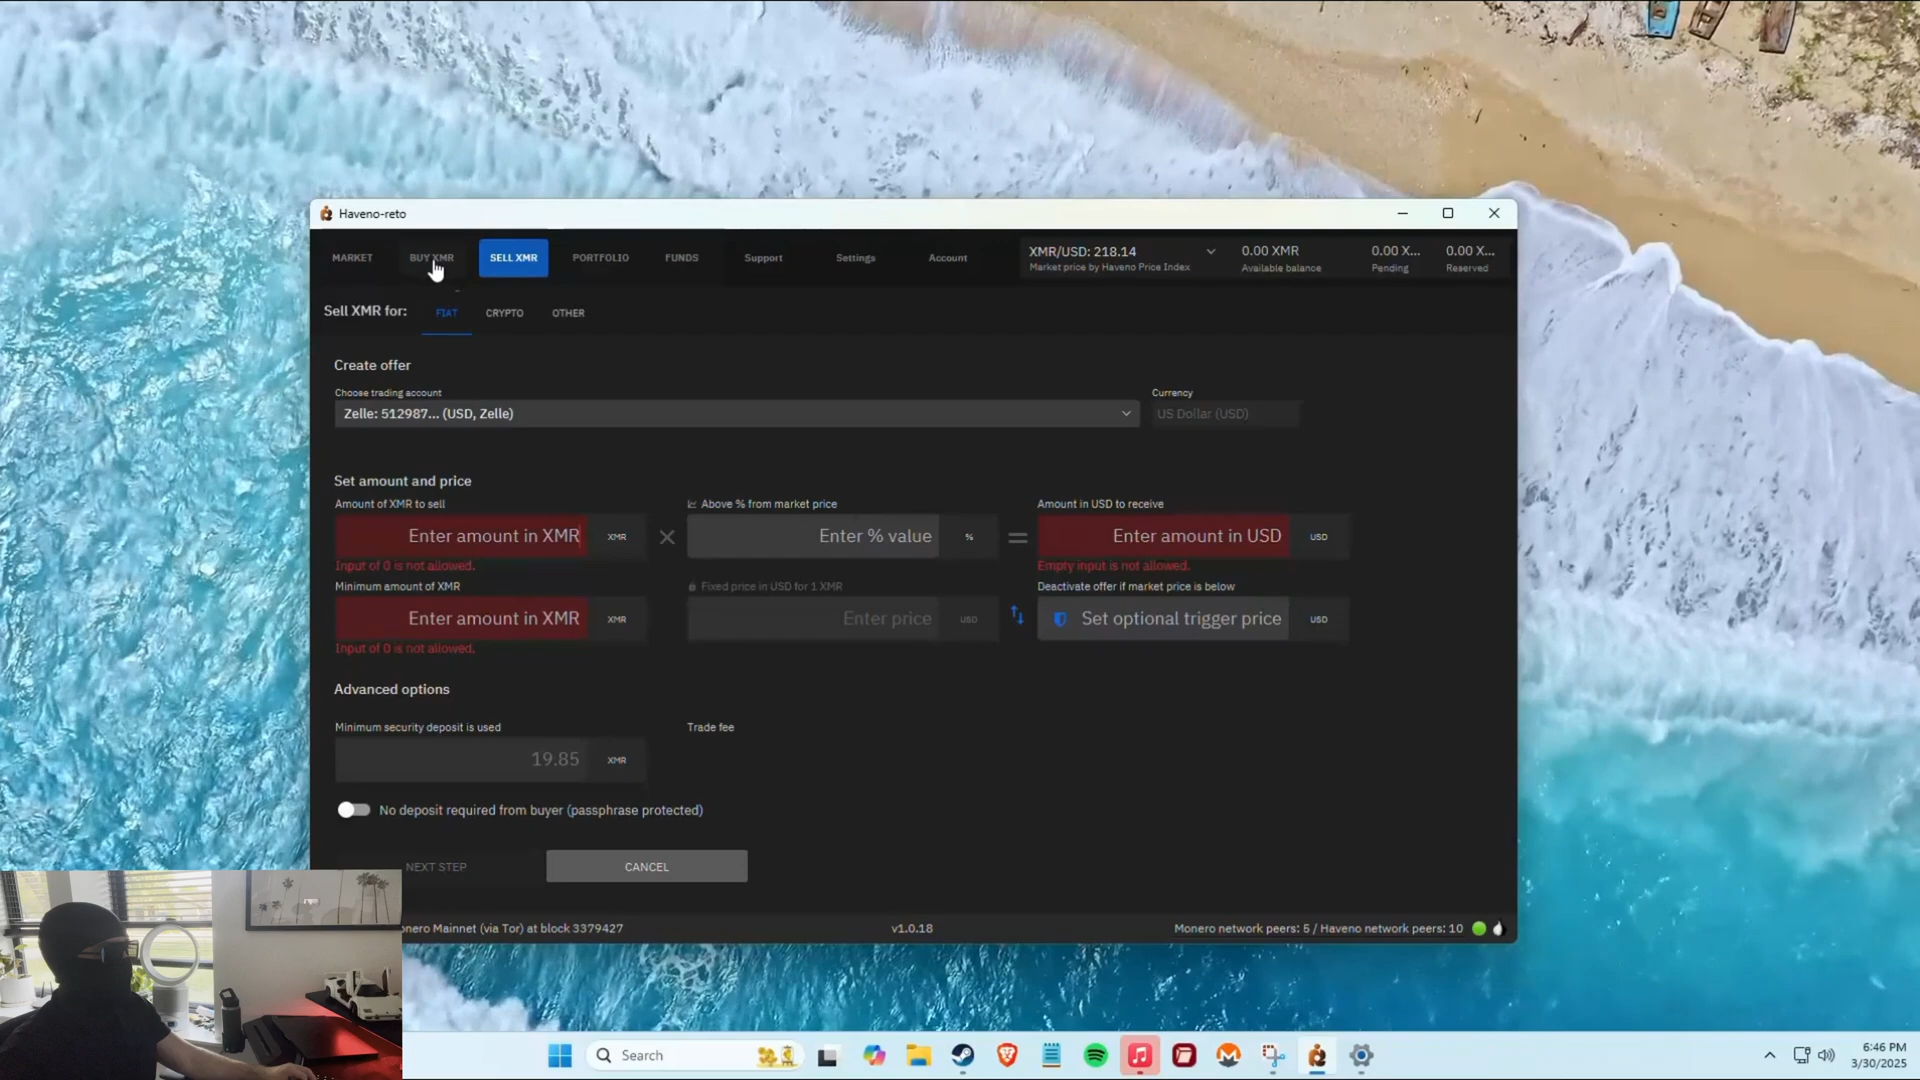 Haveno-reto
MARKET
BUY XMR
SELL XMR
PORTFOLIO
FUNDS
Support
Settings
Account
XMR/USD: 218.14
Market price by Haveno Price Index
0.00 XMR
Available balance
0.00 X...
Pending
0.00 X...
Reserved
Sell XMR for:
FIAT
CRYPTO
OTHER
Create offer
Choose trading account
Currency
Zelle: 512987... (USD, Zelle)
US Dollar (USD)
Set amount and price
Amount of XMR to sell
Above % from market price
Amount in USD to receive
Enter amount in XMR
XMR
Enter % value
%
Enter amount in USD
USD
Input of 0 is not allowed.
Empty input is not allowed.
Minimum amount of XMR
Fixed price in USD for 1 XMR
Deactivate offer if market price is below
Enter amount in XMR
XMR
Enter price
USD
Set optional trigger price
USD
Input of 0 is not allowed.
Advanced options
Minimum security deposit is used
Trade fee
19.85
XMR
No deposit required from buyer (passphrase protected)
NEXT STEP
CANCEL
onero Mainnet (via Tor) at block 3379427
v1.0.18
Monero network peers: 5 / Haveno network peers: 10
Search
6:46 PM
3/30/2025